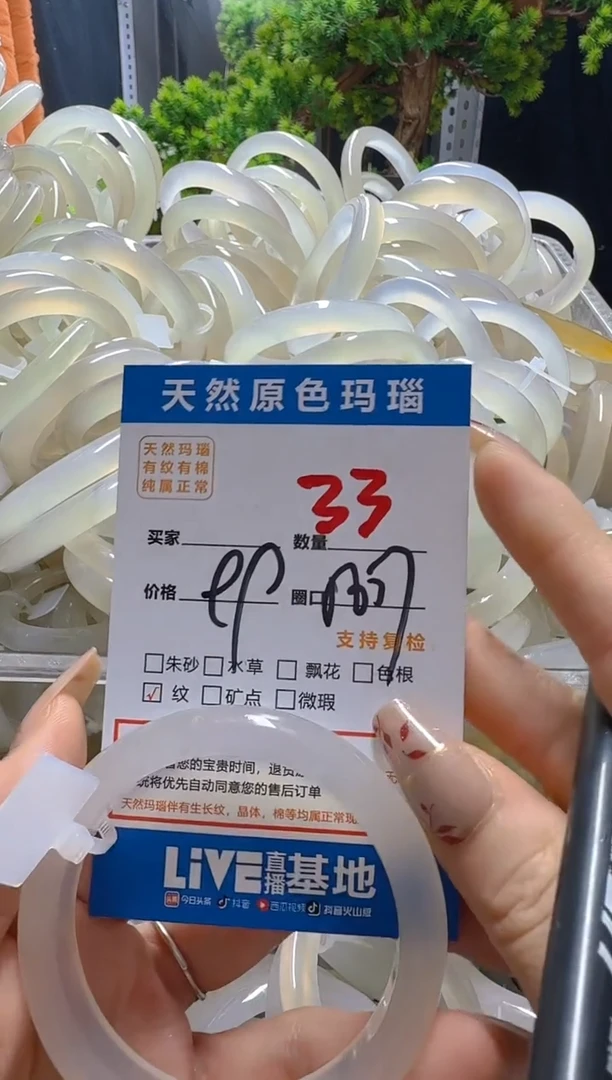 天然原色玛瑙
天然玛瑙
有纹有棉
纯属正常
33
买家 数量
价格 圈口
支持复检
朱砂 水草 飘花 色根
纹 矿点 微瑕
您的宝贵时间，退货
将优先自动同意您的售后订单
天然玛瑙伴有生长纹，晶体，棉等均属正常现
LiVE直播基地
今日头条 抖音 西瓜视频 抖音火山版